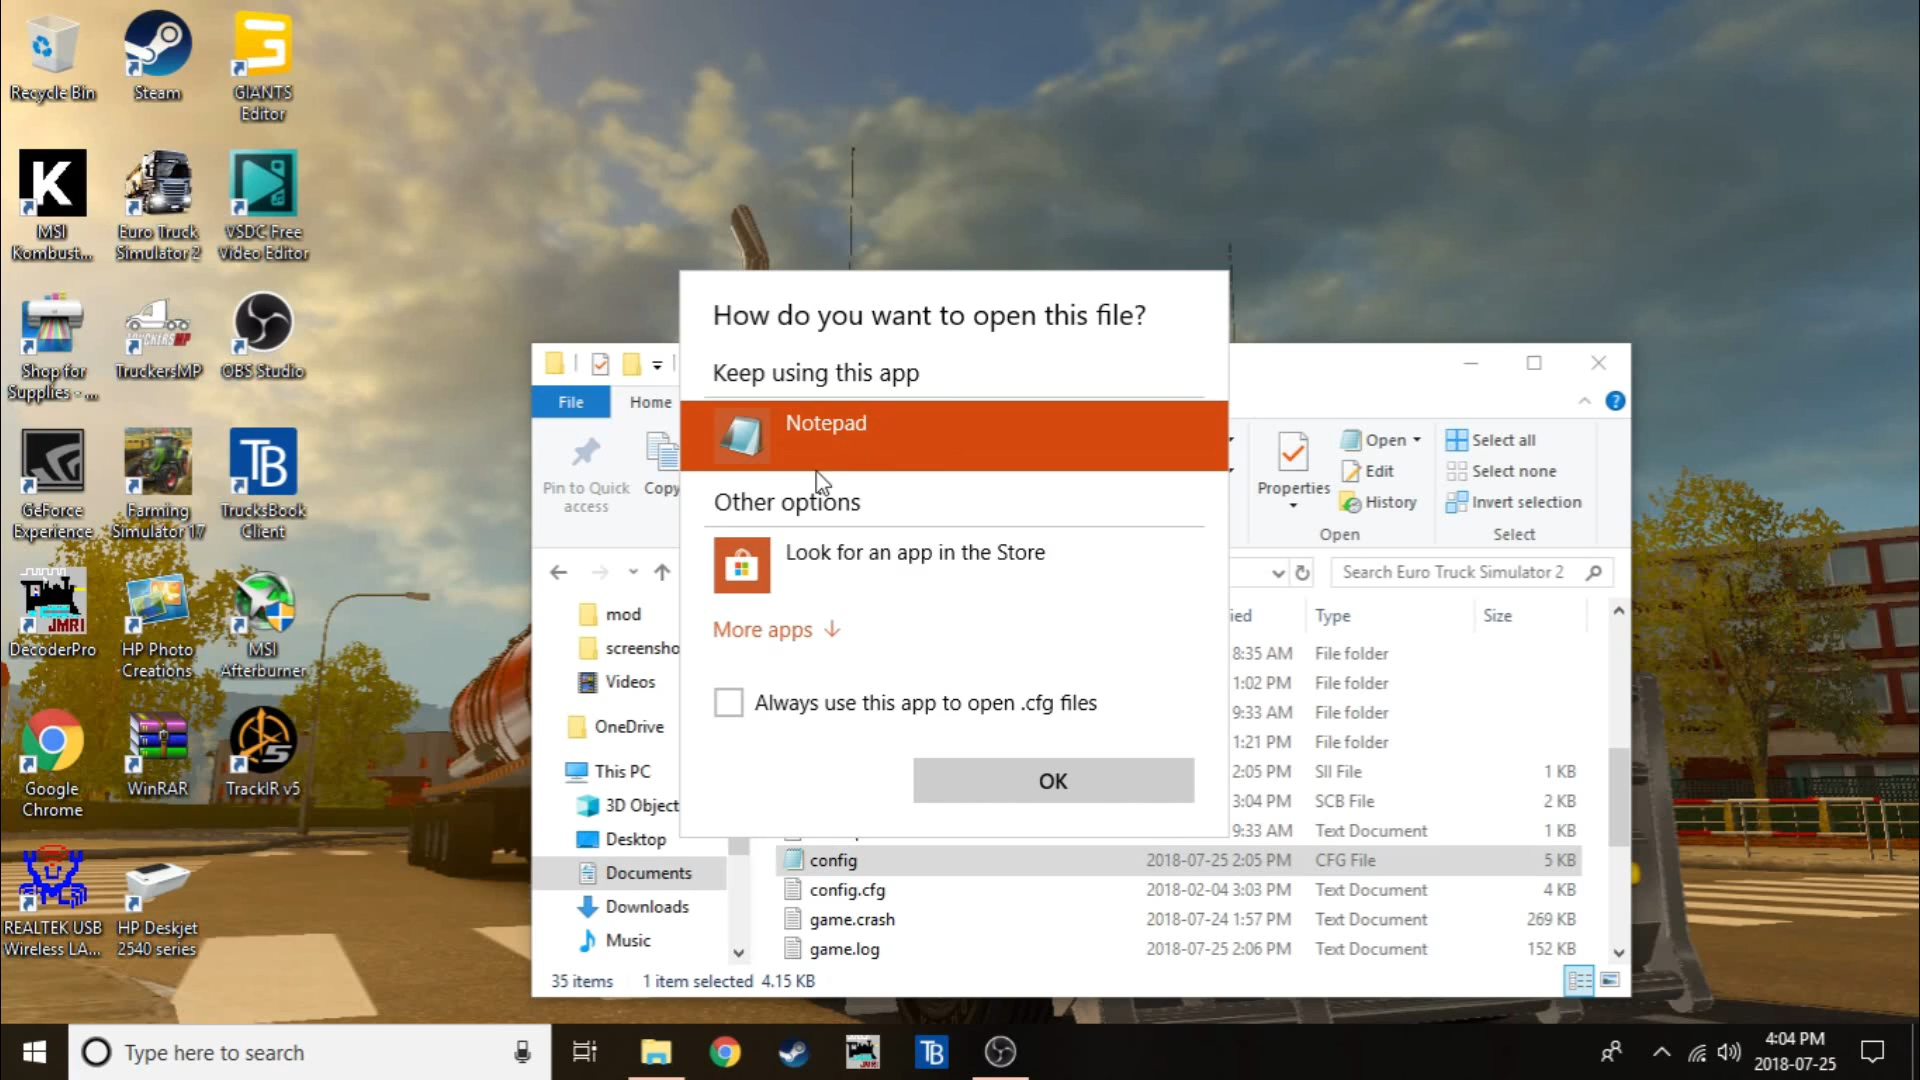 Recycle Bin
Steam
GIANTS
Editor
MSI
Kombust...
Euro Truck
Simulator 2
VSDC Free
Video Editor
Shop for
Supplies - ...
TruckersMP
OBS Studio
GeForce
Experience
Farming
Simulator 17
TB
TrucksBook
Client
JMRI
DecoderPro
HP Photo
Creations
MSI
Afterburner
Google
Chrome
WinRAR
5
TrackIR v5
REALTEK USB
Wireless LA...
HP Deskjet
2540 series
How do you want to open this file?
Keep using this app
Notepad
Other options
Look for an app in the Store
More apps
Always use this app to open .cfg files
OK
File
Home
Pin to Quick
access
Copy
Properties
Open
Edit
History
Open
Select all
Select none
Invert selection
Select
Search Euro Truck Simulator 2
mod
screensho
Videos
OneDrive
This PC
3D Object
Desktop
Documents
Downloads
Music
ied Type Size
8:35 AM File folder
1:02 PM File folder
9:33 AM File folder
1:21 PM File folder
2:05 PM SII File 1 KB
3:04 PM SCB File 2 KB
9:33 AM Text Document 1 KB
config 2018-07-25 2:05 PM CFG File 5 KB
config.cfg 2018-02-04 3:03 PM Text Document 4 KB
game.crash 2018-07-24 1:57 PM Text Document 269 KB
game.log 2018-07-25 2:06 PM Text Document 152 KB
35 items 1 item selected 4.15 KB
Type here to search
TB
4:04 PM
2018-07-25